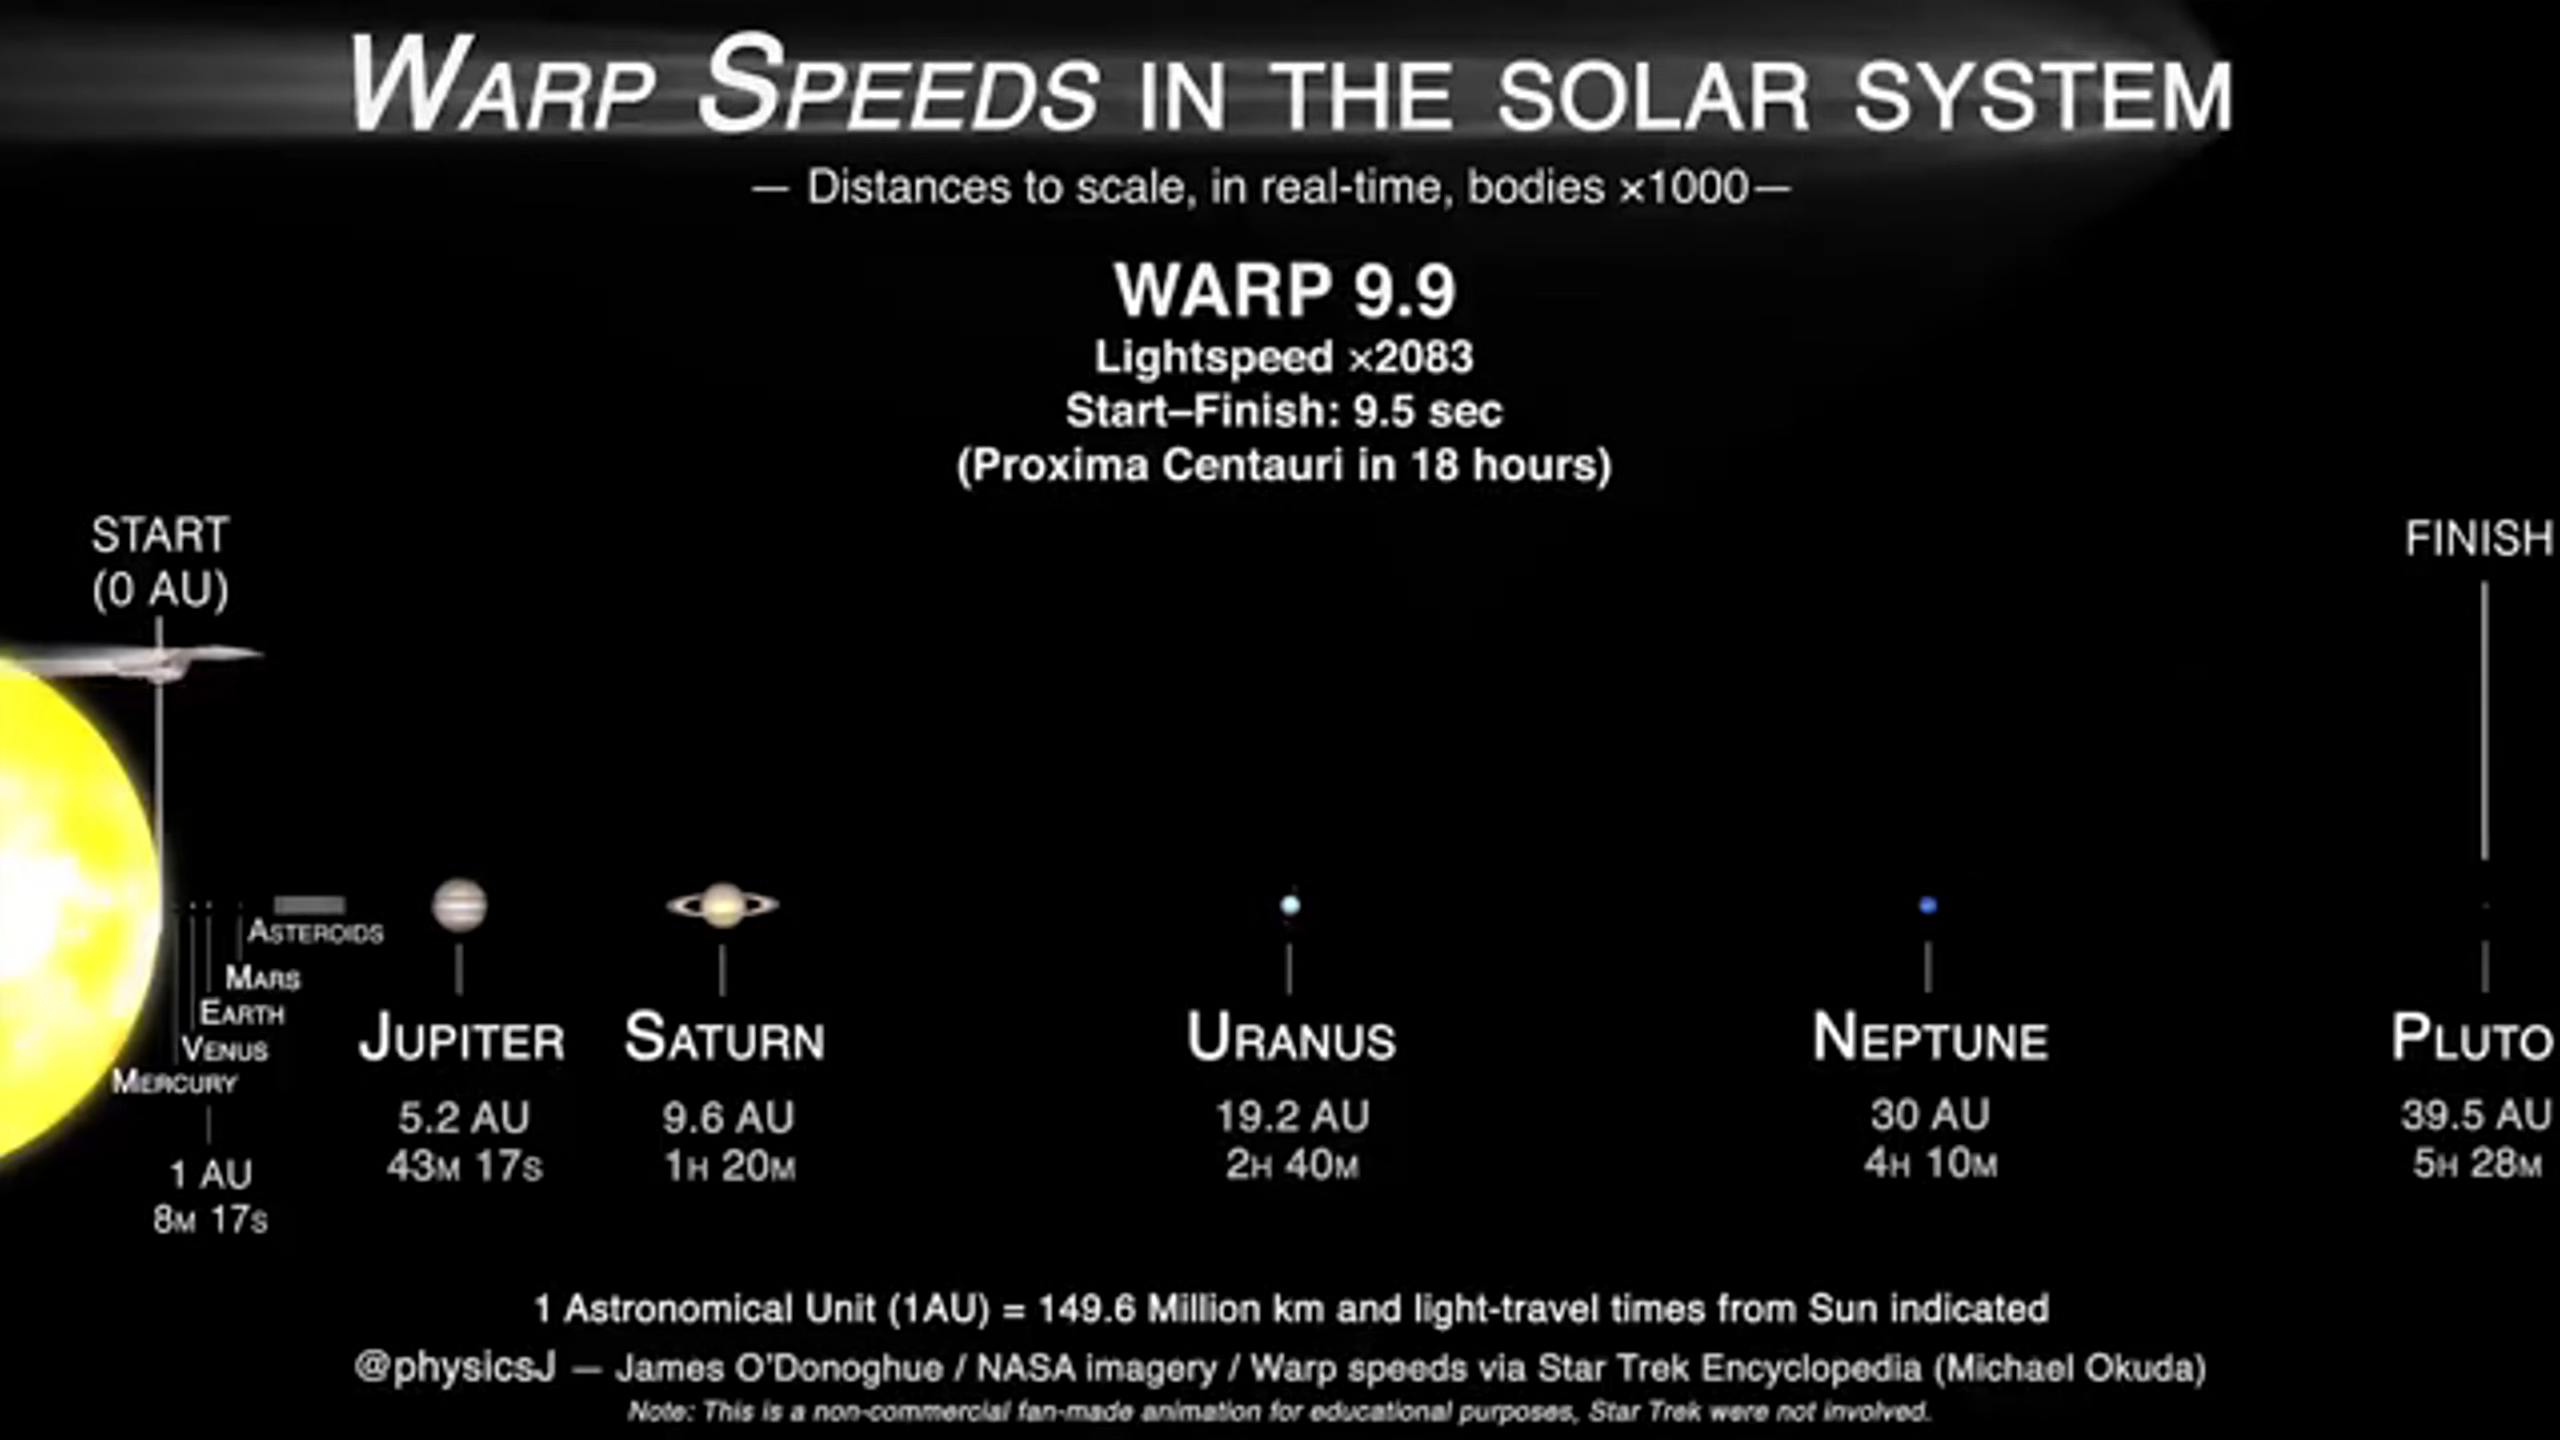 WARP SPEEDS IN THE SOLAR SYSTEM
— Distances to scale, in real-time, bodies ×1000—
WARP 9.9
Lightspeed ×2083
Start–Finish: 9.5 sec
(Proxima Centauri in 18 hours)
START
(0 AU)
FINISH
ASTEROIDS
MARS
EARTH
VENUS
MERCURY
1 AU
8M 17S
JUPITER
5.2 AU
43M 17S
SATURN
9.6 AU
1H 20M
URANUS
19.2 AU
2H 40M
NEPTUNE
30 AU
4H 10M
PLUTO
39.5 AU
5H 28M
1 Astronomical Unit (1AU) = 149.6 Million km and light-travel times from Sun indicated
@physicsJ — James O'Donoghue / NASA imagery / Warp speeds via Star Trek Encyclopedia (Michael Okuda)
Note: This is a non-commercial fan-made animation for educational purposes, Star Trek were not involved.